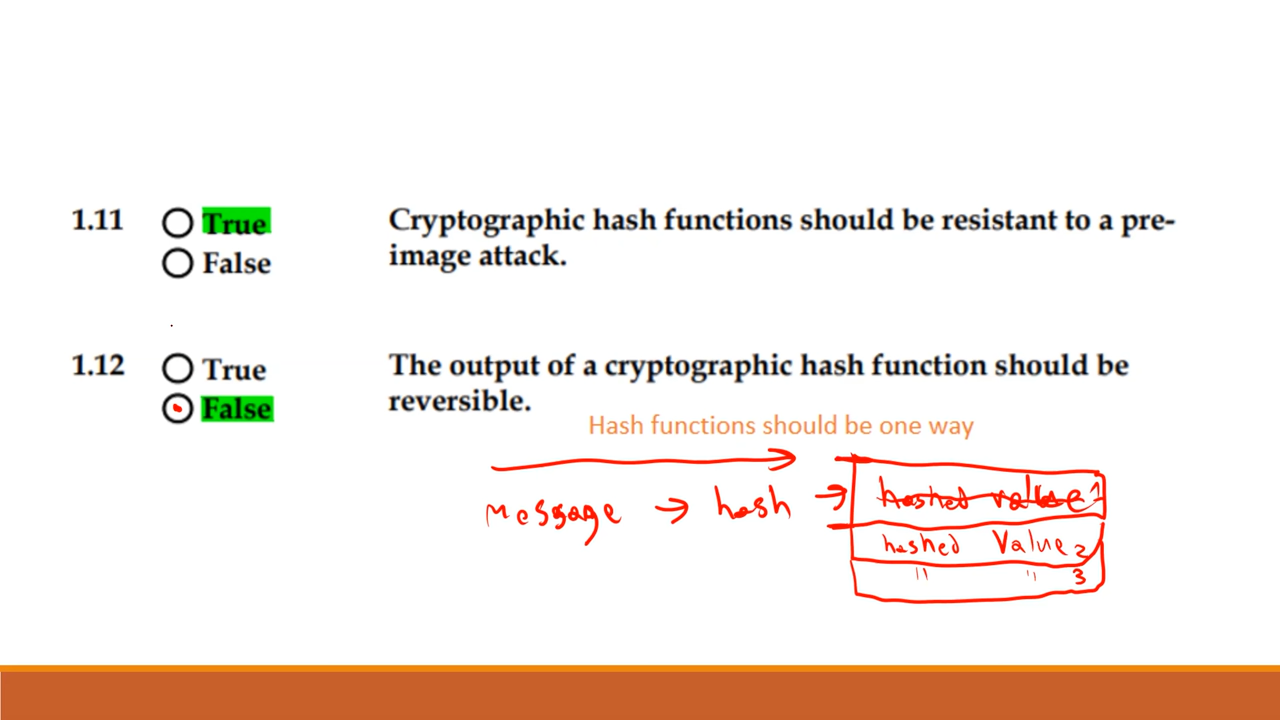 1.11
True
False
Cryptographic hash functions should be resistant to a pre-
image attack.
1.12
True
False
The output of a cryptographic hash function should be
reversible.
Hash functions should be one way
message → hash →
hashed value 1
hashed Value 2
" " 3